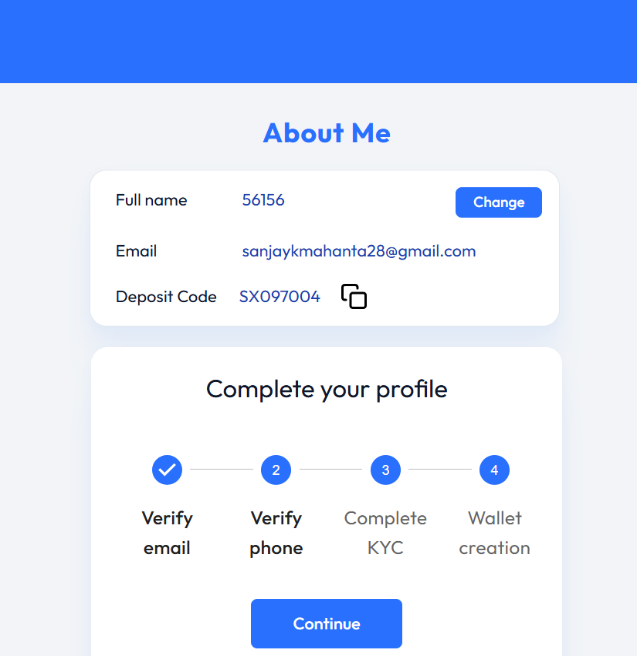 About Me
Full name 56156 Change
Email sanjaykmahanta28@gmail.com
Deposit Code SX097004
Complete your profile
2 3 4
Verify email
Verify phone
Complete KYC
Wallet creation
Continue